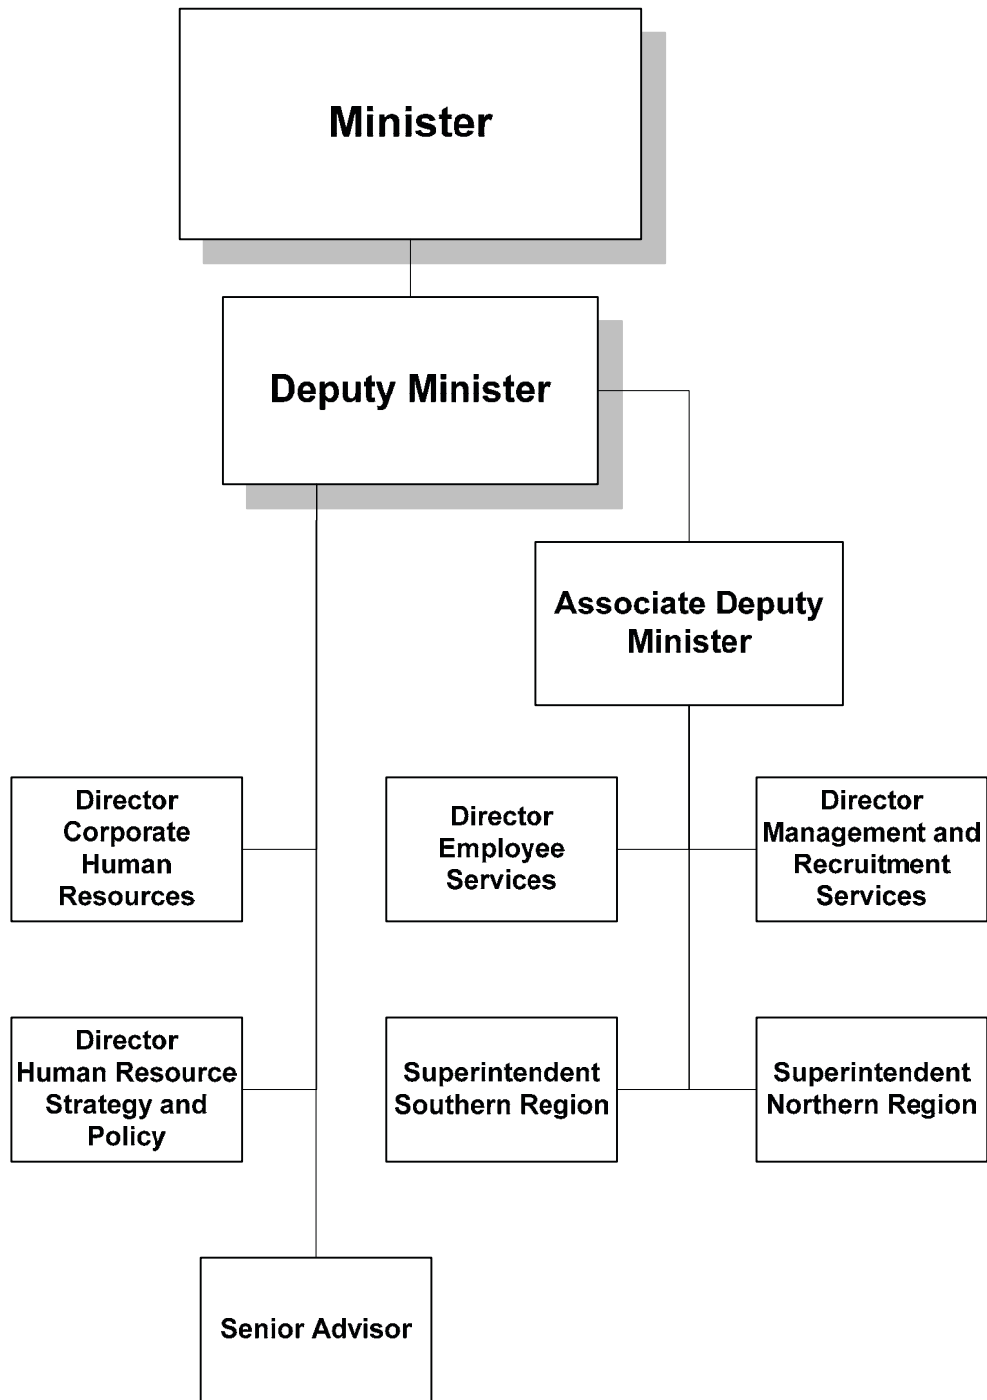 Minister
Deputy Minister
Associate Deputy
Minister
Director
Corporate
Human
Resources
Director
Employee
Services
Director
Management and
Recruitment
Services
Director
Human Resource
Strategy and
Policy
Superintendent
Southern Region
Superintendent
Northern Region
Senior Advisor